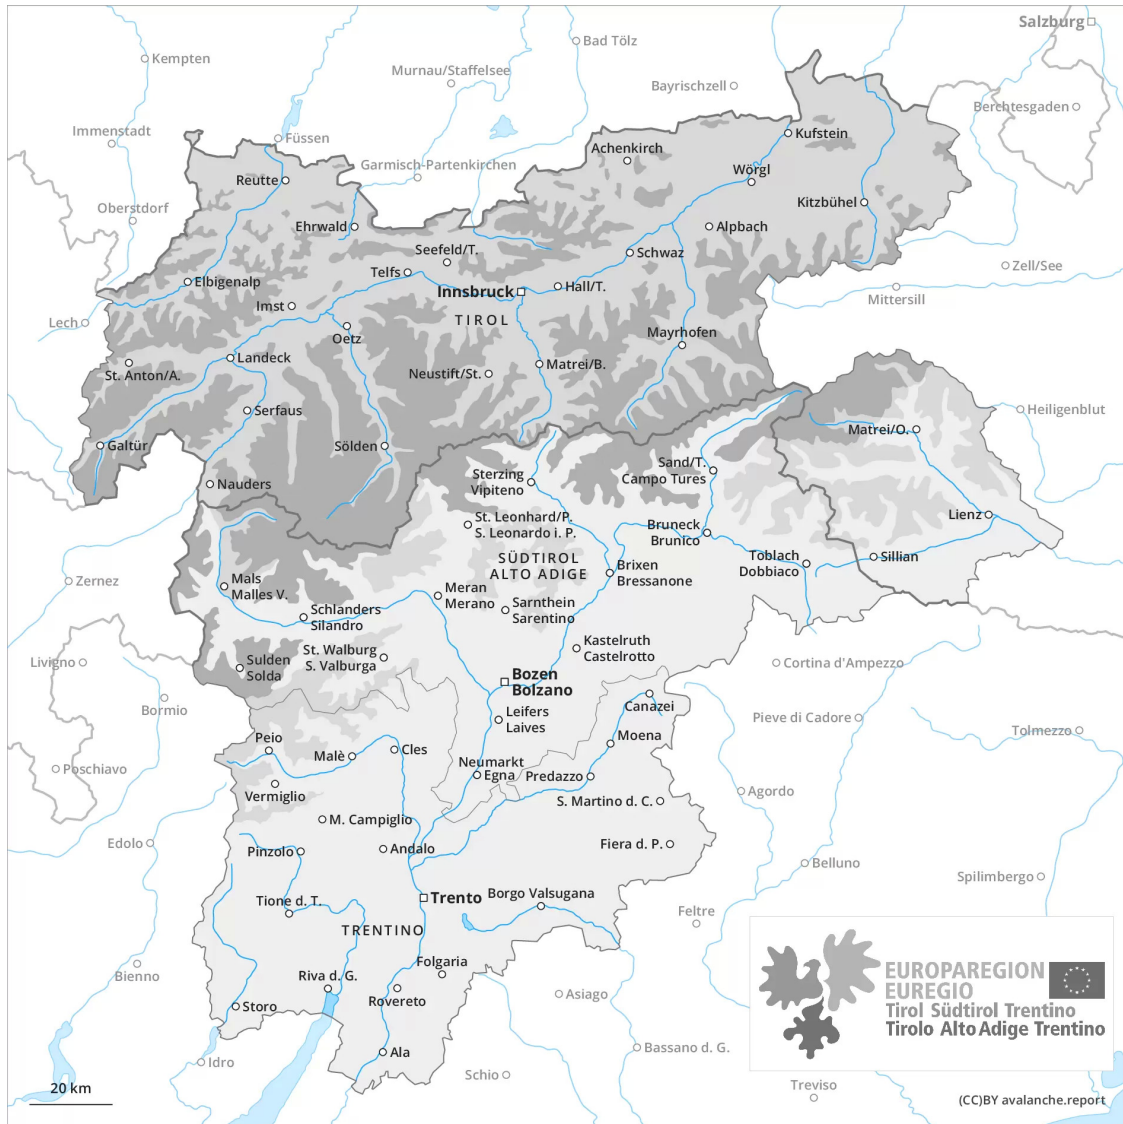 Salzburg
Bad Tölz
Kempten
Murnau/Staffelsee
Bayrischzell
Berchtesgaden
Immenstadt
Füssen
Kufstein
Achenkirch
Garmisch-Partenkirchen
Wörgl
Reutte
Kitzbühel
Oberstdorf
Ehrwald
Alpbach
Seefeld/T.
Schwaz
Telfs
Zell/See
Elbigenalp
Innsbruck
Hall/T.
Mittersill
Imst
Lech
TIROL
Oetz
Mayrhofen
Landeck
Matrei/B.
St. Anton/A.
Neustift/St.
Serfaus
Heiligenblut
Matrei/O.
Galtür
Sölden
Sand/T.
Campo Tures
Sterzing
Vipiteno
Nauders
Lienz
St. Leonhard/P.
S. Leonardo i. P.
Bruneck
Brunico
SÜDTIROL
ALTO ADIGE
Toblach
Dobbiaco
Sillian
Brixen
Bressanone
Zernez
Mals
Malles V.
Meran
Merano
Sarnthein
Sarentino
Schlanders
Silandro
Kastelruth
Castelrotto
St. Walburg
S. Valburga
Livigno
Sulden
Solda
Cortina d'Ampezzo
Bozen
Bolzano
Bormio
Canazei
Leifers
Laives
Pieve di Cadore
Tolmezzo
Peio
Moena
Cles
Malè
Neumarkt
Egna
Predazzo
Poschiavo
Vermiglio
Agordo
S. Martino d. C.
M. Campiglio
Edolo
Pinzolo
Andalo
Fiera d. P.
Belluno
Spilimbergo
Trento
Borgo Valsugana
Tione d. T.
Feltre
TRENTINO
Folgaria
Bienno
Riva d. G.
Rovereto
Asiago
Storo
EUROPAREGION
EUREGIO
Tirol Südtirol Trentino
Tirolo Alto Adige Trentino
Idro
Ala
Bassano d. G.
Schio
20 km
Treviso
(CC)BY avalanche.report